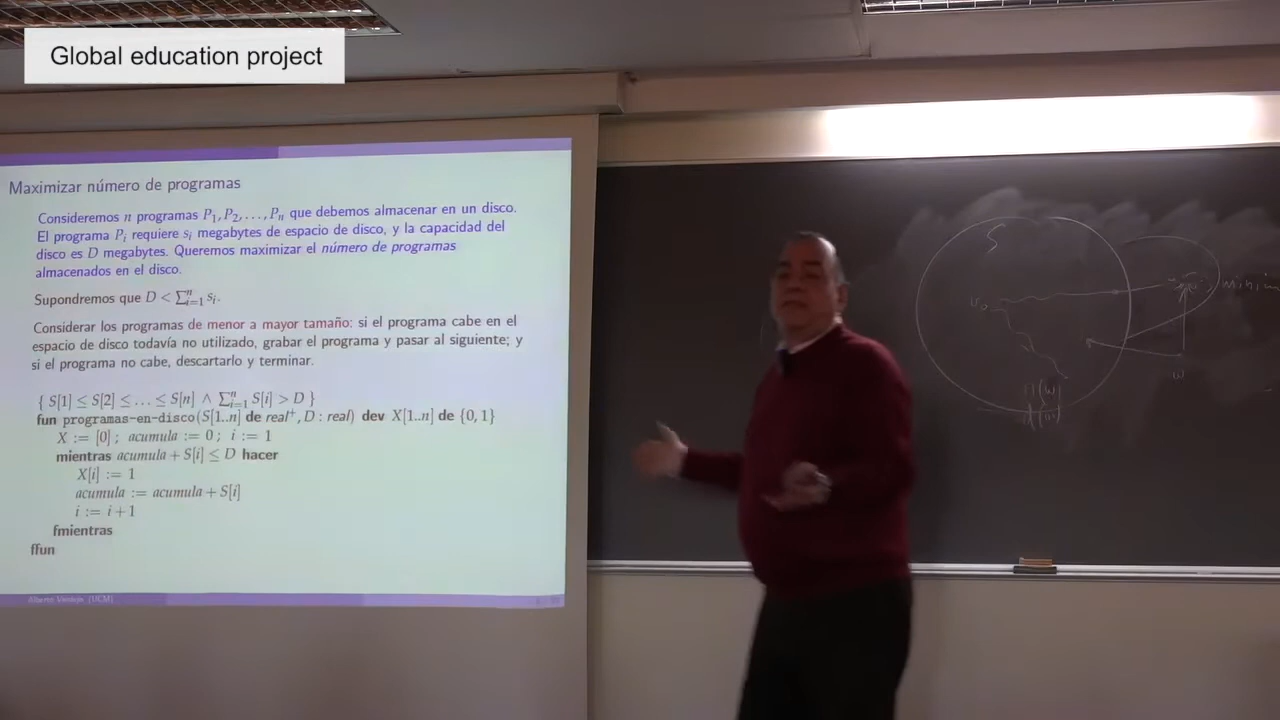 Global education project
Maximizar número de programas
Consideremos n programas P₁, P₂, . . . , Pₙ que debemos almacenar en un disco.
El programa Pᵢ requiere sᵢ megabytes de espacio de disco, y la capacidad del
disco es D megabytes. Queremos maximizar el número de programas
almacenados en el disco.
Supondremos que D < ∑ⁿᵢ₌₁ sᵢ.
Considerar los programas de menor a mayor tamaño: si el programa cabe en el
espacio de disco todavía no utilizado, grabar el programa y pasar al siguiente; y
si el programa no cabe, descartarlo y terminar.
{ S[1] ≤ S[2] ≤ . . . ≤ S[n] ∧ ∑ⁿᵢ₌₁ S[i] > D }
fun programas-en-disco(S[1..n] de real⁺, D : real) dev X[1..n] de {0, 1}
X := [0] ; acumula := 0 ; i := 1
mientras acumula + S[i] ≤ D hacer
X[i] := 1
acumula := acumula + S[i]
i := i + 1
fmientras
ffun
(UCM)
S